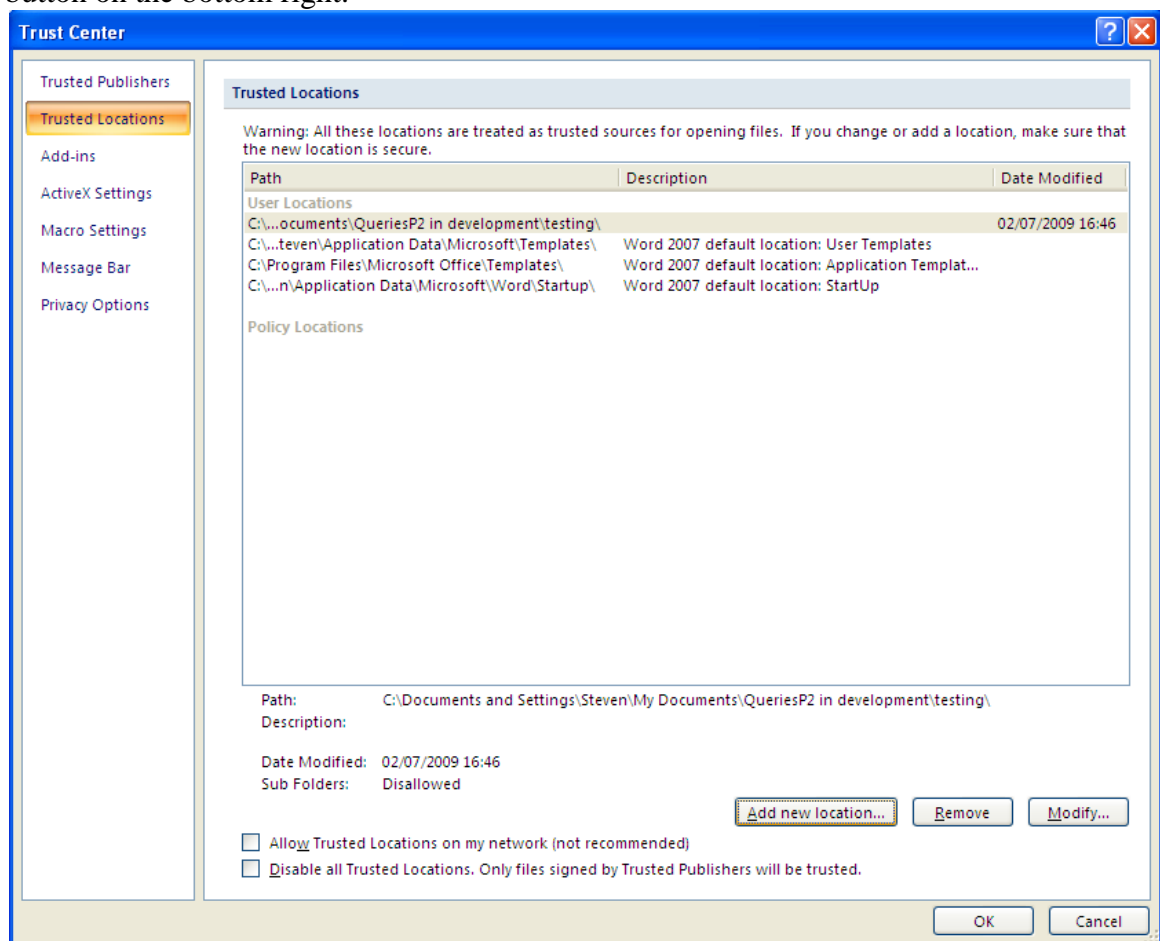 button on the bottom right.
Trust Center
Trusted Publishers
Trusted Locations
Add-ins
ActiveX Settings
Macro Settings
Message Bar
Privacy Options
Trusted Locations
Warning: All these locations are treated as trusted sources for opening files. If you change or add a location, make sure that
the new location is secure.
Path Description Date Modified
User Locations
C:\...ocuments\QueriesP2 in development\testing\ 02/07/2009 16:46
C:\...teven\Application Data\Microsoft\Templates\ Word 2007 default location: User Templates
C:\Program Files\Microsoft Office\Templates\ Word 2007 default location: Application Templat...
C:\...n\Application Data\Microsoft\Word\Startup\ Word 2007 default location: StartUp
Policy Locations
Path: C:\Documents and Settings\Steven\My Documents\QueriesP2 in development\testing\
Description:
Date Modified: 02/07/2009 16:46
Sub Folders: Disallowed
Add new location... Remove Modify...
Allow Trusted Locations on my network (not recommended)
Disable all Trusted Locations. Only files signed by Trusted Publishers will be trusted.
OK Cancel